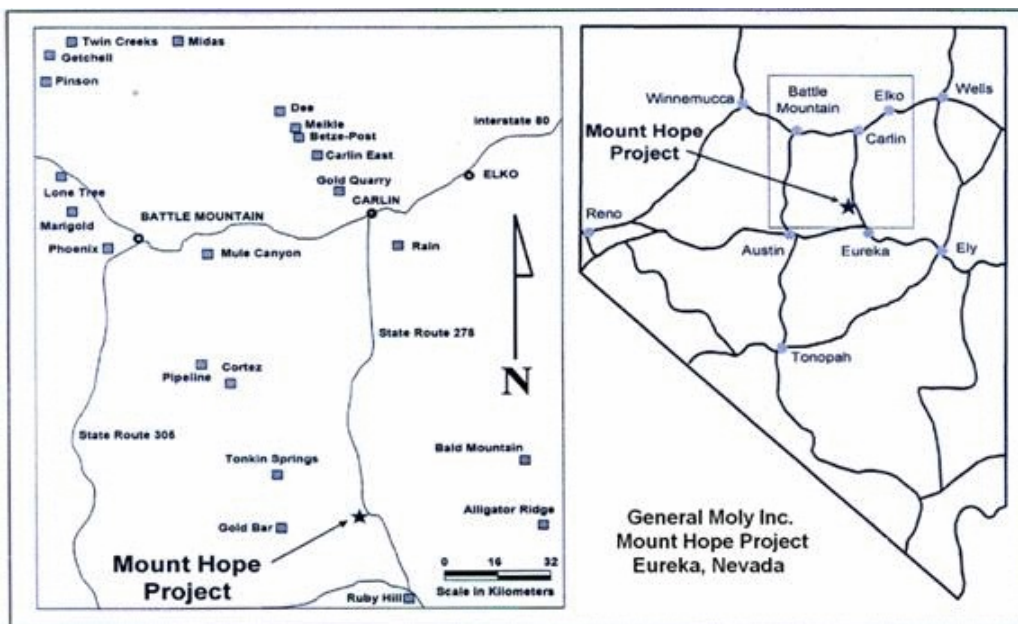 Twin Creeks
Midas
Getchell
Pinson
Dee
Meikle
Betze-Post
Interstate 80
Carlin East
Gold Quarry
ELKO
Lone Tree
CARLIN
Marigold
BATTLE MOUNTAIN
Phoenix
Mule Canyon
Rain
State Route 278
N
Pipeline
Cortez
State Route 305
Tonkin Springs
Bald Mountain
Gold Bar
Alligator Ridge
Mount Hope
Project
0 16 32
Scale in Kilometers
Ruby Hill
Winnemucca
Battle
Mountain
Elko
Wells
Carlin
Mount Hope
Project
Reno
Austin
Eureka
Ely
Tonopah
General Moly Inc.
Mount Hope Project
Eureka, Nevada